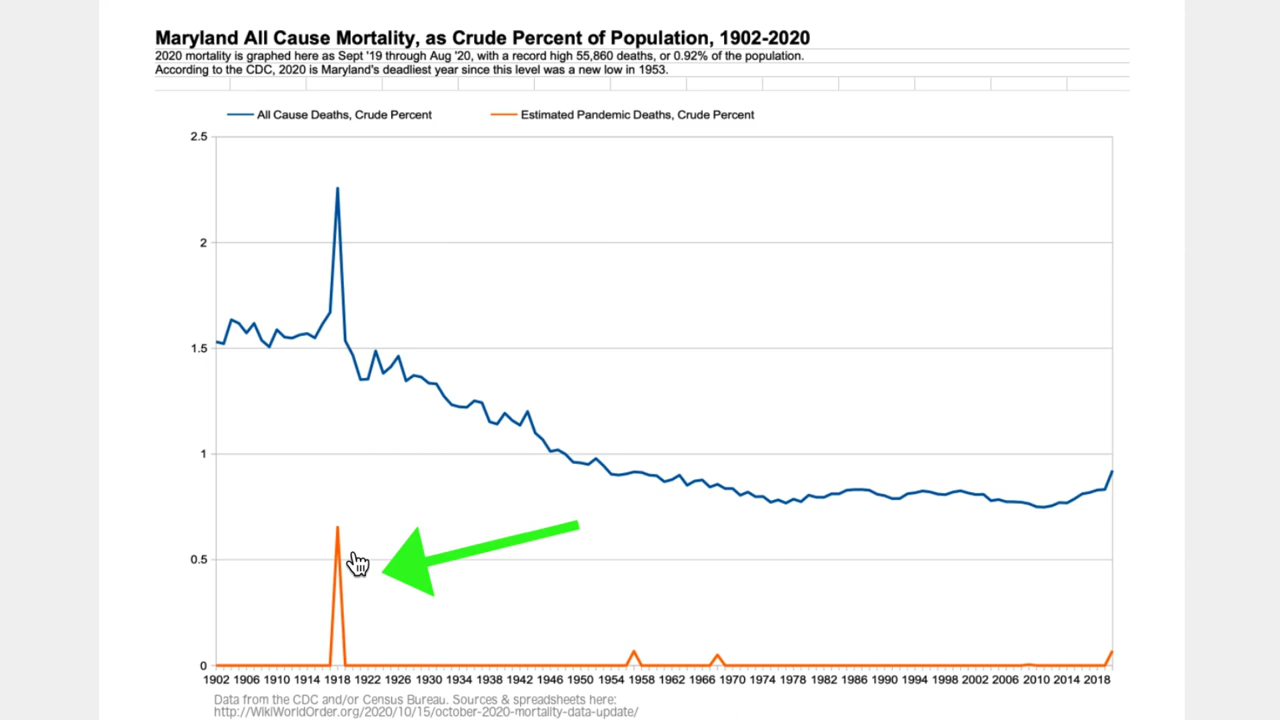 Maryland All Cause Mortality, as Crude Percent of Population, 1902-2020
2020 mortality is graphed here as Sept '19 through Aug '20, with a record high 55,860 deaths, or 0.92% of the population.
According to the CDC, 2020 is Maryland's deadliest year since this level was a new low in 1953.
All Cause Deaths, Crude Percent Estimated Pandemic Deaths, Crude Percent
2.5
2
1.5
1
0.5
0
1902 1906 1910 1914 1918 1922 1926 1930 1934 1938 1942 1946 1950 1954 1958 1962 1966 1970 1974 1978 1982 1986 1990 1994 1998 2002 2006 2010 2014 2018
Data from the CDC and/or Census Bureau. Sources & spreadsheets here:
http://WikiWorldOrder.org/2020/10/15/october-2020-mortality-data-update/